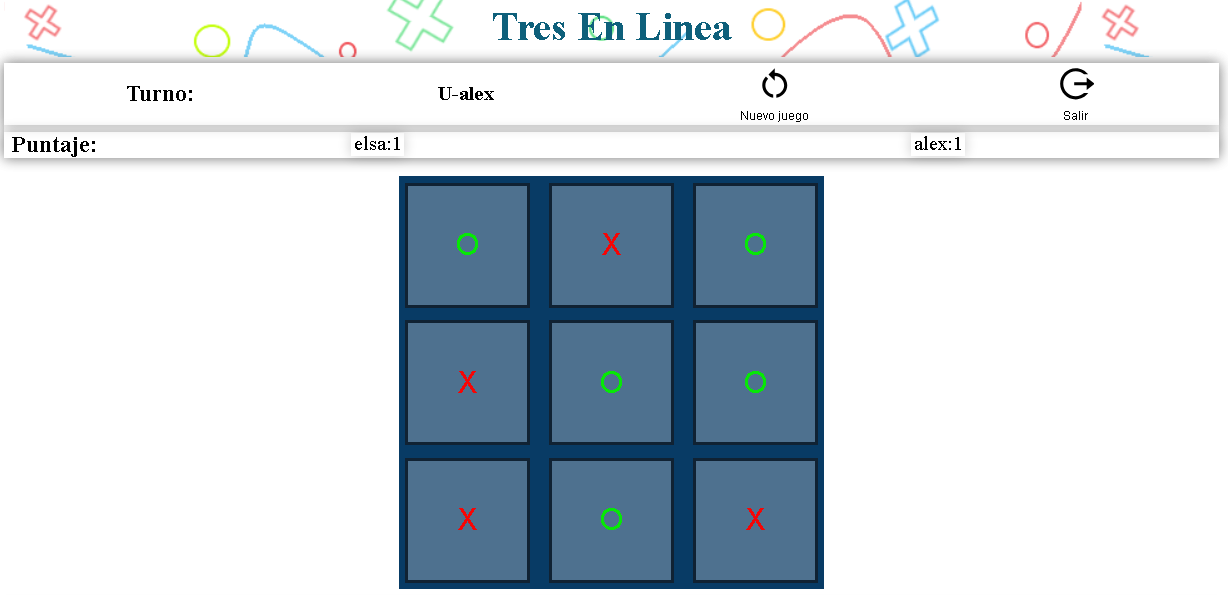 Tres En Linea
Turno: U-alex Nuevo juego Salir
Puntaje: elsa:1 alex:1
O X O
X O O
X O X